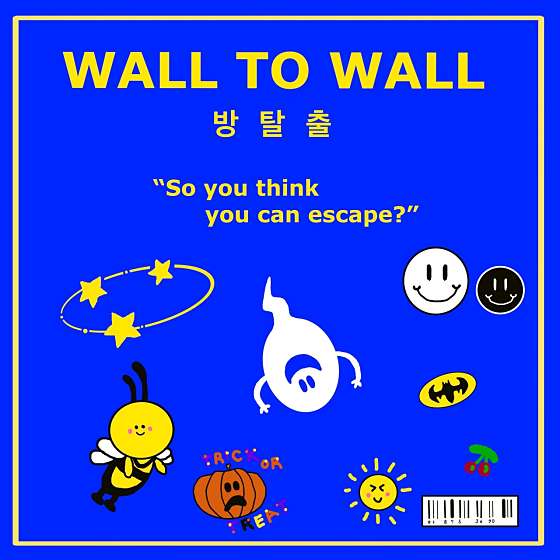 WALL TO WALL
방 탈 출
“So you think
you can escape?”
TRICK OR
TREAT